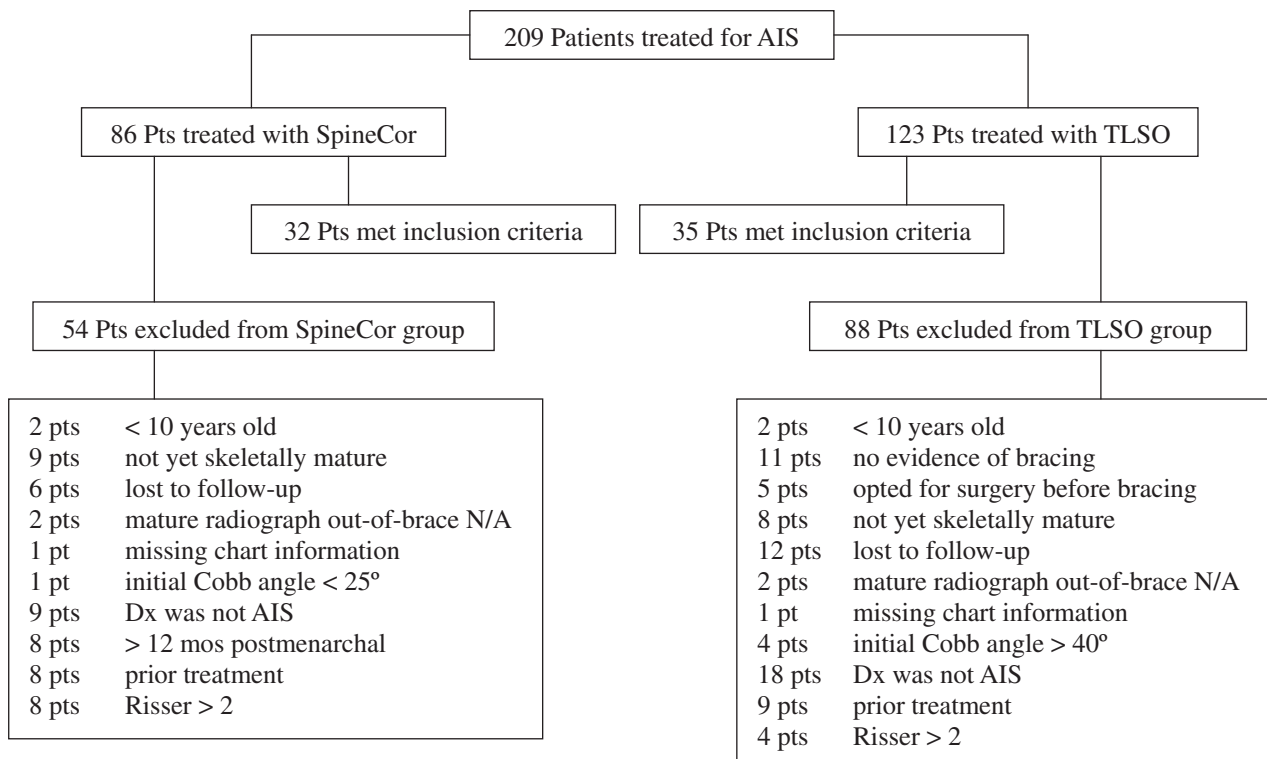 209 Patients treated for AIS
86 Pts treated with SpineCor
123 Pts treated with TLSO
32 Pts met inclusion criteria
35 Pts met inclusion criteria
54 Pts excluded from SpineCor group
88 Pts excluded from TLSO group
2 pts < 10 years old
9 pts not yet skeletally mature
6 pts lost to follow-up
2 pts mature radiograph out-of-brace N/A
1 pt missing chart information
1 pt initial Cobb angle < 25º
9 pts Dx was not AIS
8 pts > 12 mos postmenarchal
8 pts prior treatment
8 pts Risser > 2
2 pts < 10 years old
11 pts no evidence of bracing
5 pts opted for surgery before bracing
8 pts not yet skeletally mature
12 pts lost to follow-up
2 pts mature radiograph out-of-brace N/A
1 pt missing chart information
4 pts initial Cobb angle > 40º
18 pts Dx was not AIS
9 pts prior treatment
4 pts Risser > 2